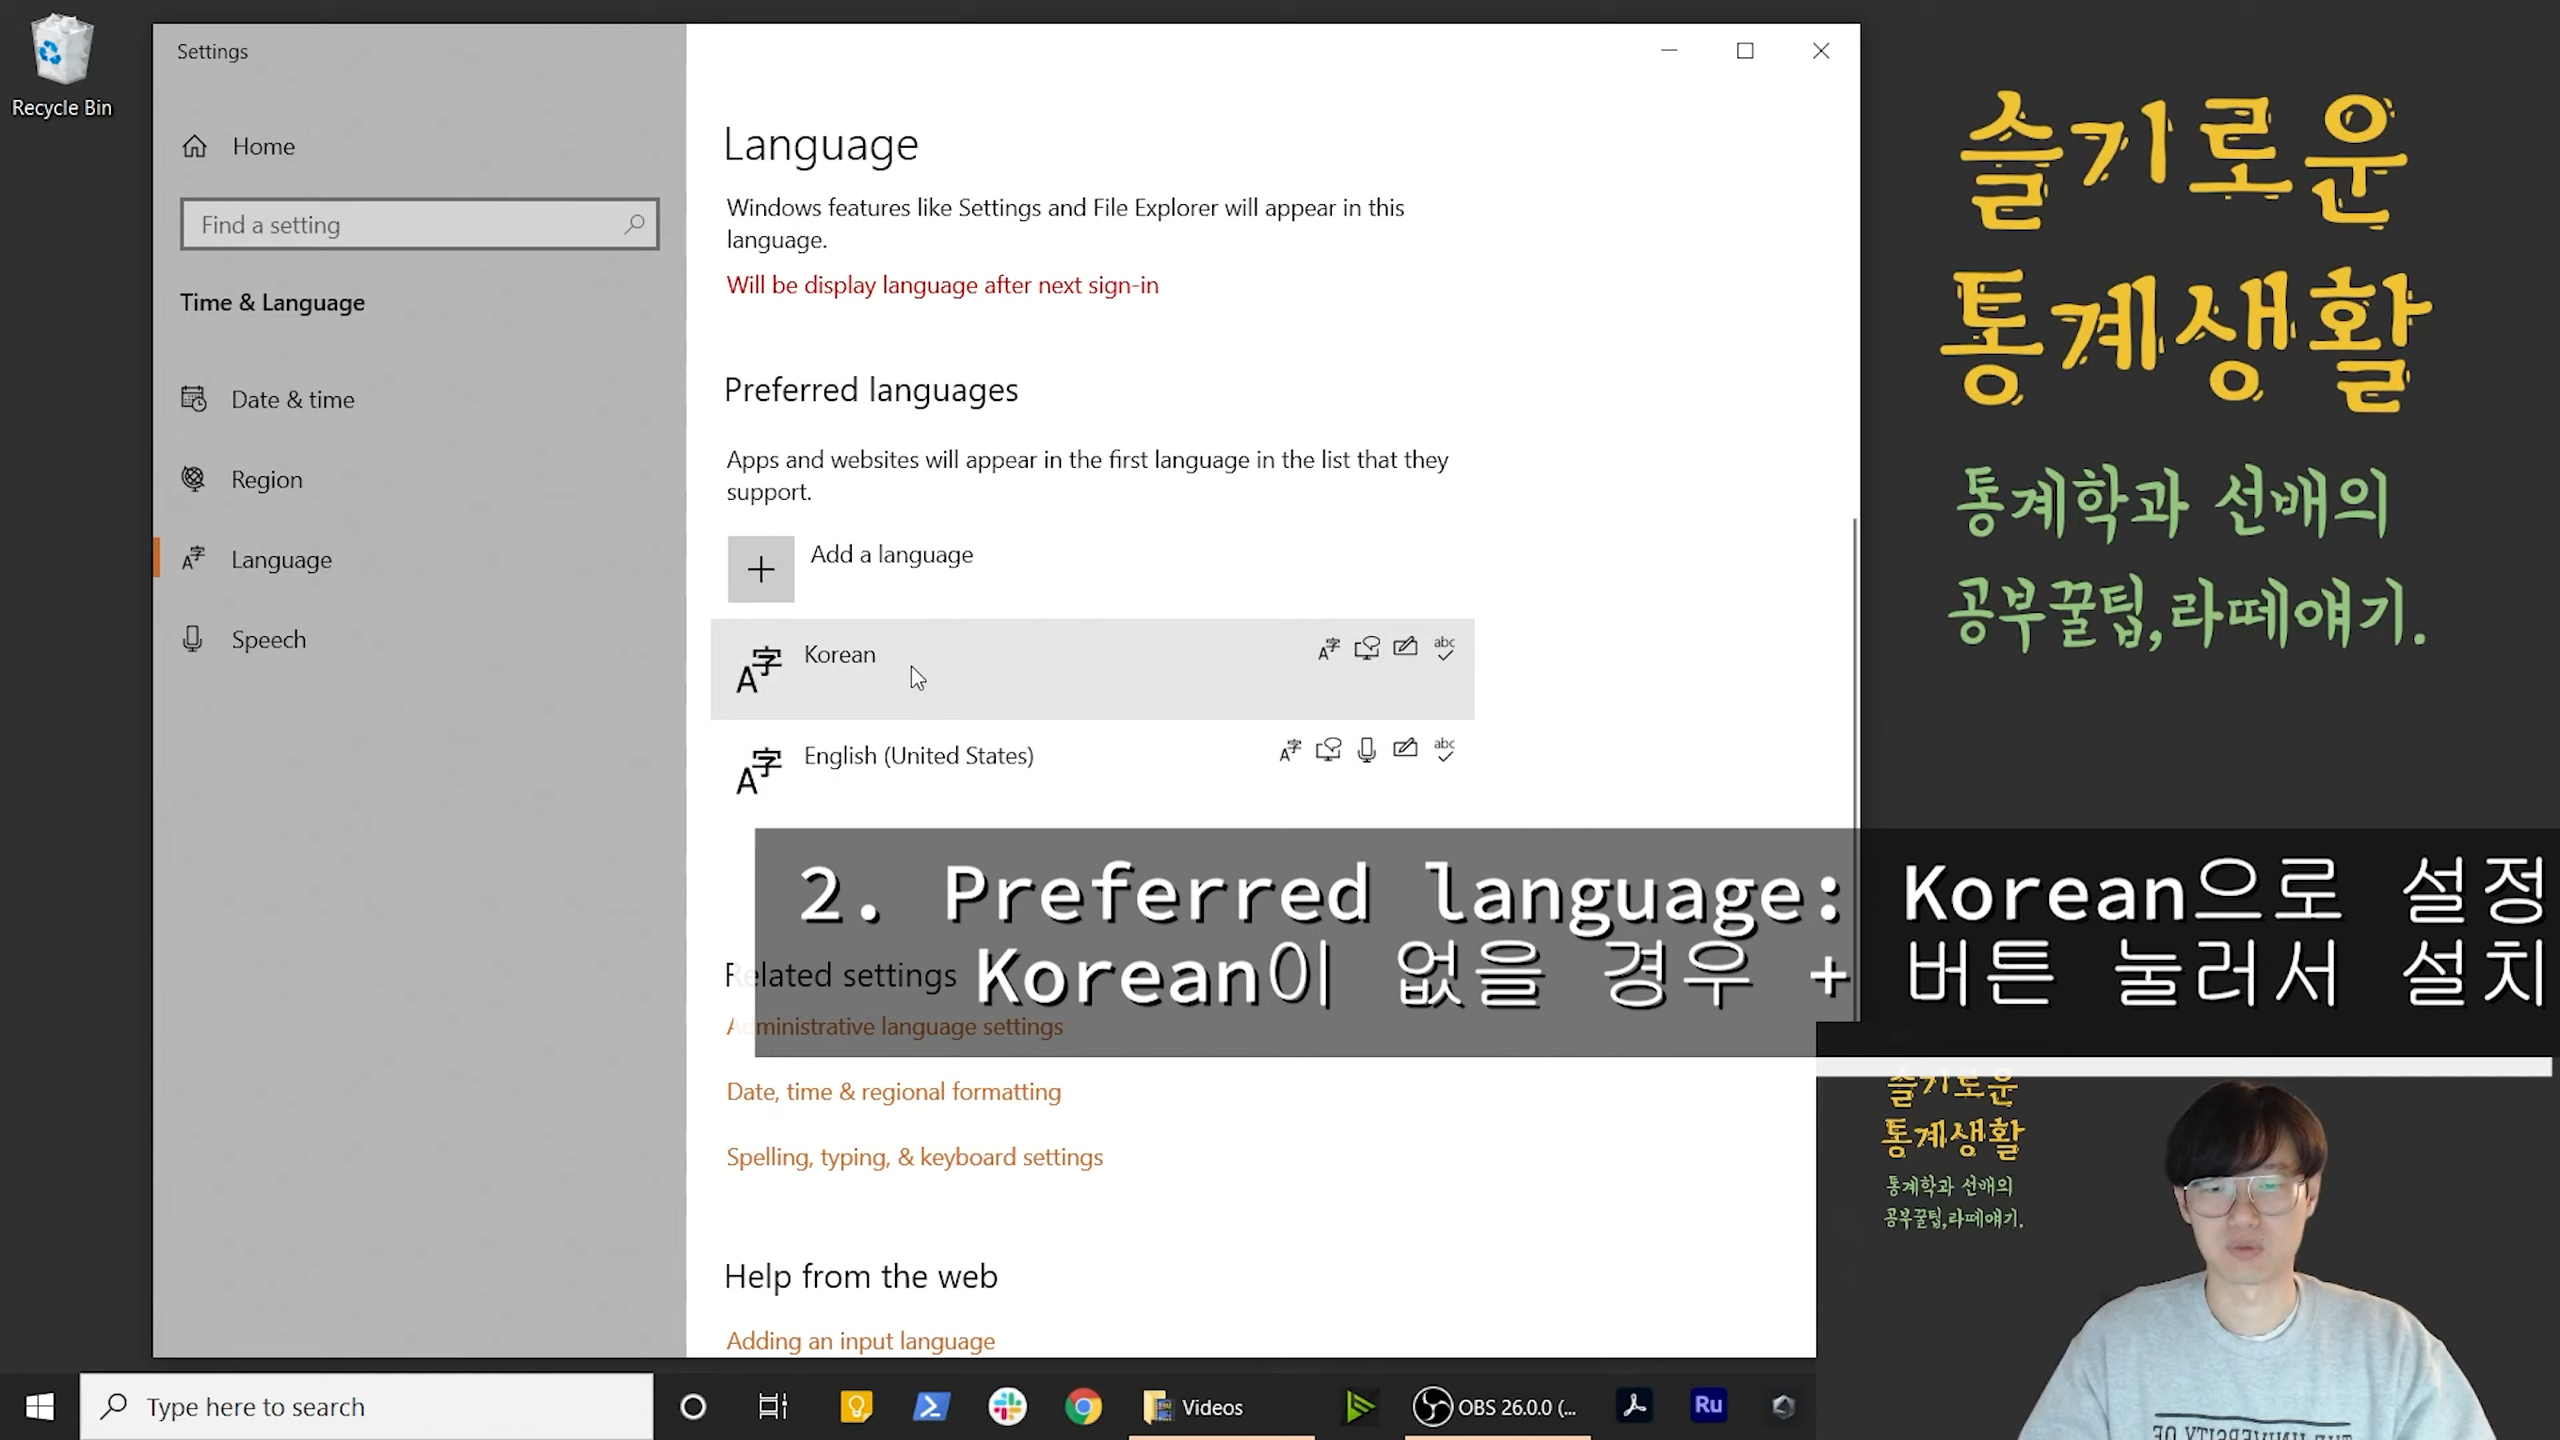 Recycle Bin
Settings
Home
Find a setting
Time & Language
Date & time
Region
Language
Speech
Language
Windows features like Settings and File Explorer will appear in this
language.
Will be display language after next sign-in
Preferred languages
Apps and websites will appear in the first language in the list that they
support.
Add a language
Korean
English (United States)
Related settings
Administrative language settings
Date, time & regional formatting
Spelling, typing, & keyboard settings
Help from the web
Adding an input language
2. Preferred language: Korean으로 설정
Korean이 없을 경우 + 버튼 눌러서 설치
슬기로운
통계생활
통계학과 선배의
공부꿀팁,라떼얘기.
슬기로운
통계생활
통계학과 선배의
공부꿀팁,라떼얘기.
Type here to search
Videos
OBS 26.0.0 (...
Ru